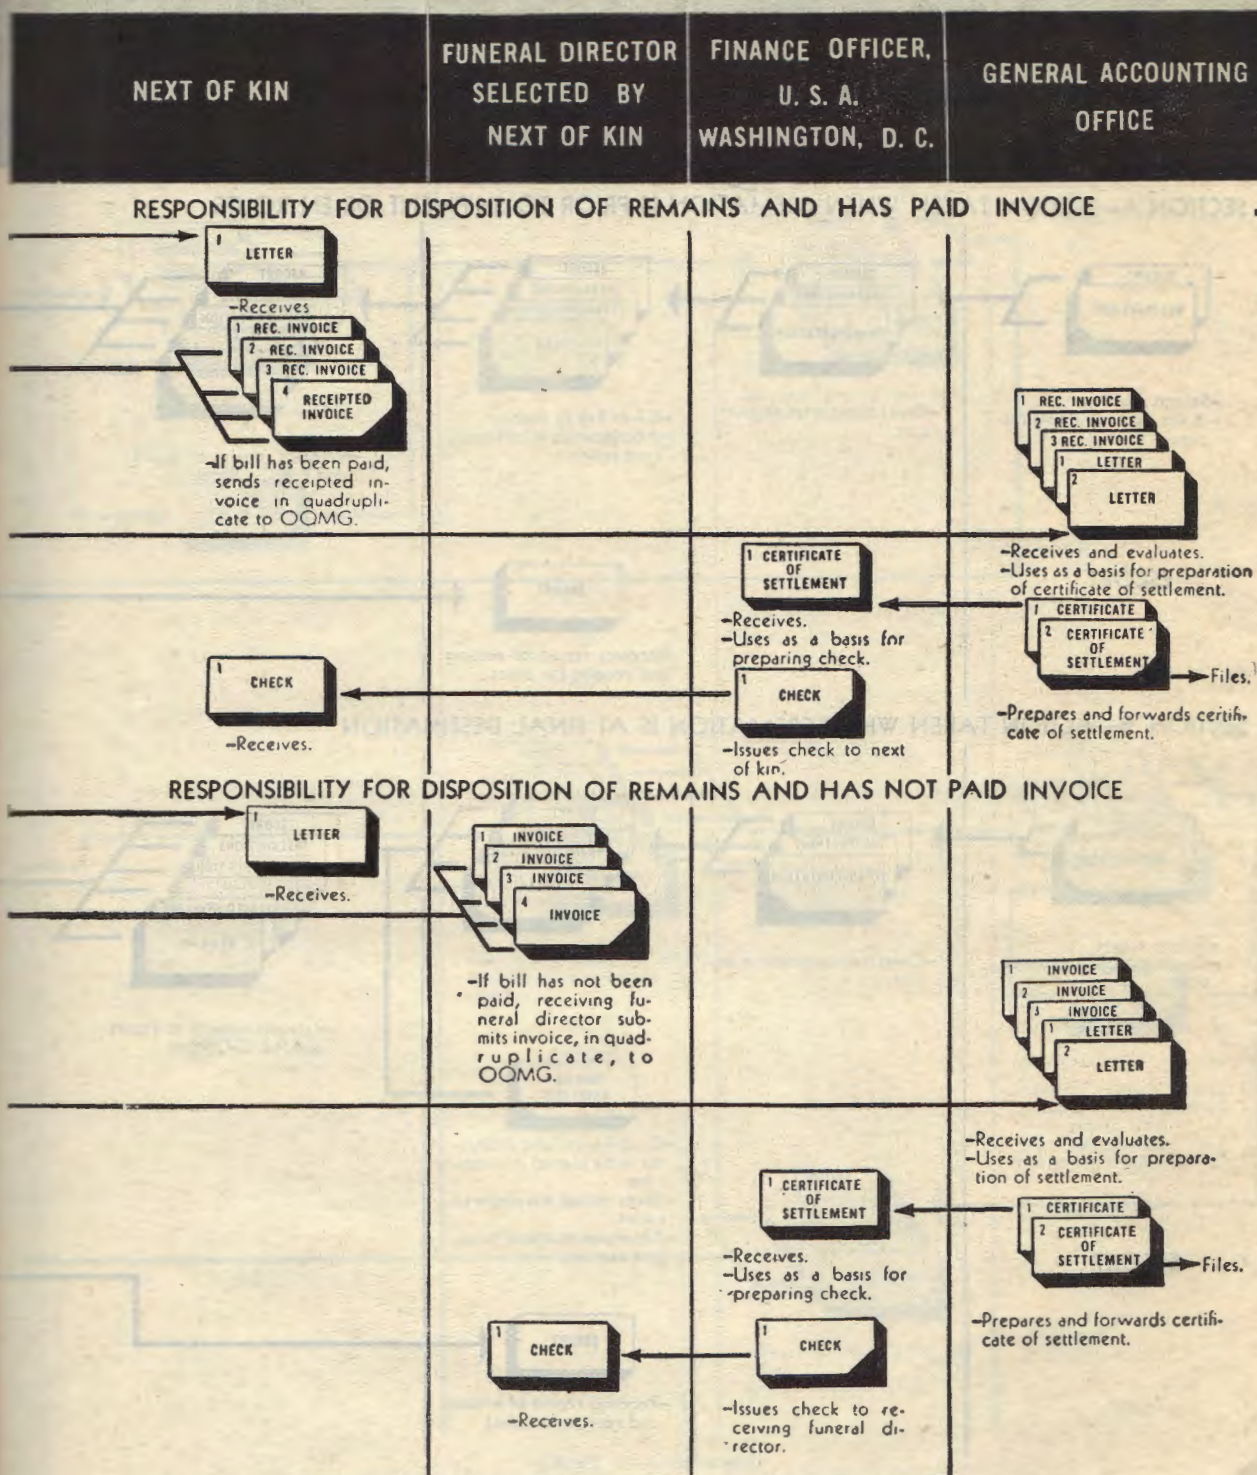 NEXT OF KIN
FUNERAL DIRECTOR
SELECTED BY
NEXT OF KIN
FINANCE OFFICER,
U. S. A.
WASHINGTON, D. C.
GENERAL ACCOUNTING
OFFICE
RESPONSIBILITY FOR DISPOSITION OF REMAINS AND HAS PAID INVOICE
1 LETTER
-Receives
1 REC. INVOICE
2 REC. INVOICE
3 REC. INVOICE
4 RECEIPTED
INVOICE
-If bill has been paid,
sends receipted in-
voice in quadrupli-
cate to OQMG.
1 REC. INVOICE
2 REC. INVOICE
3 REC. INVOICE
1 LETTER
2 LETTER
-Receives and evaluates.
-Uses as a basis for preparation
of certificate of settlement.
1 CERTIFICATE
OF
SETTLEMENT
-Receives.
-Uses as a basis for
preparing check.
1 CERTIFICATE
2 CERTIFICATE
OF
SETTLEMENT
Files.
-Prepares and forwards certifi-
cate of settlement.
1 CHECK
-Receives.
1 CHECK
-Issues check to next
of kin.
RESPONSIBILITY FOR DISPOSITION OF REMAINS AND HAS NOT PAID INVOICE
1 LETTER
-Receives.
1 INVOICE
2 INVOICE
3 INVOICE
4 INVOICE
-If bill has not been
paid, receiving fu-
neral director sub-
mits invoice, in quad-
ruplicate, to
OQMG.
1 INVOICE
2 INVOICE
3 INVOICE
1 LETTER
2 LETTER
-Receives and evaluates.
-Uses as a basis for prepara-
tion of settlement.
1 CERTIFICATE
OF
SETTLEMENT
-Receives.
-Uses as a basis for
preparing check.
1 CERTIFICATE
2 CERTIFICATE
OF
SETTLEMENT
Files.
-Prepares and forwards certifi-
cate of settlement.
1 CHECK
-Receives.
1 CHECK
-Issues check to re-
ceiving funeral di-
rector.